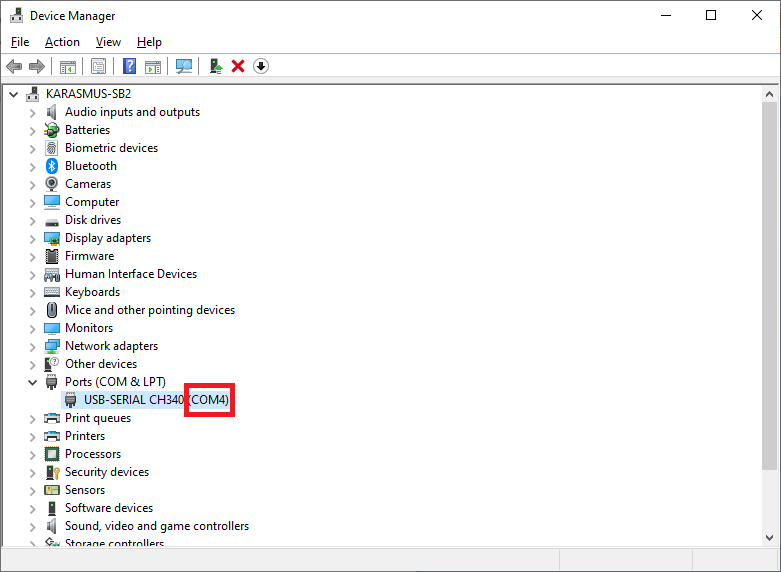 Device Manager
File Action View Help
KARASMUS-SB2
Audio inputs and outputs
Batteries
Biometric devices
Bluetooth
Cameras
Computer
Disk drives
Display adapters
Firmware
Human Interface Devices
Keyboards
Mice and other pointing devices
Monitors
Network adapters
Other devices
Ports (COM & LPT)
USB-SERIAL CH340 (COM4)
Print queues
Printers
Processors
Security devices
Sensors
Software devices
Sound, video and game controllers
Storage controllers